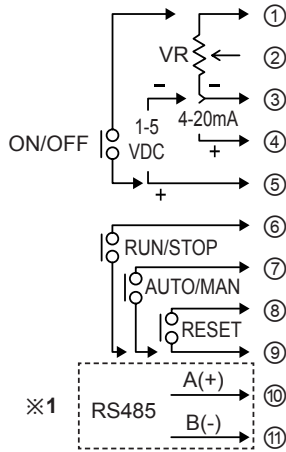 ①
VR ②
− − ③
1-5 4-20mA
ON/OFF VDC + ④
+ ⑤
⑥
RUN/STOP
⑦
AUTO/MAN
⑧
RESET
⑨
A(+) ⑩
※1 RS485
B(-) ⑪